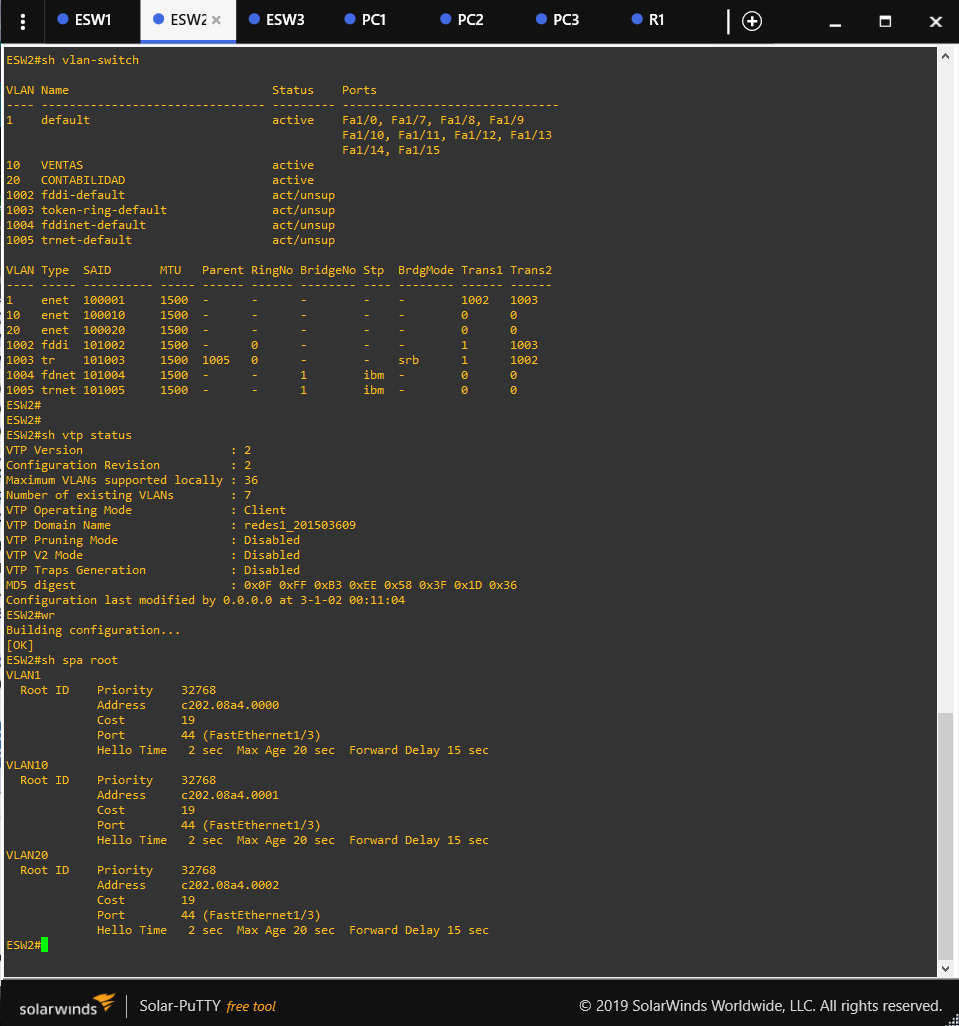 ESW1 ESW2 ESW3 PC1 PC2 PC3 R1
ESW2#sh vlan-switch
VLAN Name                             Status    Ports
---- -------------------------------- --------- -------------------------------
1    default                          active    Fa1/0, Fa1/7, Fa1/8, Fa1/9
                                                Fa1/10, Fa1/11, Fa1/12, Fa1/13
                                                Fa1/14, Fa1/15
10   VENTAS                           active
20   CONTABILIDAD                     active
1002 fddi-default                     act/unsup
1003 token-ring-default               act/unsup
1004 fddinet-default                  act/unsup
1005 trnet-default                    act/unsup
VLAN Type  SAID       MTU   Parent RingNo BridgeNo Stp  BrdgMode Trans1 Trans2
---- ----- ---------- ----- ------ ------ -------- ---- -------- ------ ------
1    enet  100001     1500  -      -      -        -    -        1002   1003
10   enet  100010     1500  -      -      -        -    -        0      0
20   enet  100020     1500  -      -      -        -    -        0      0
1002 fddi  101002     1500  -      0      -        -    -        1      1003
1003 tr    101003     1500  1005   0      -        -    srb      1      1002
1004 fdnet 101004     1500  -      -      1        ibm  -        0      0
1005 trnet 101005     1500  -      -      1        ibm  -        0      0
ESW2#
ESW2#
ESW2#sh vtp status
VTP Version                     : 2
Configuration Revision          : 2
Maximum VLANs supported locally : 36
Number of existing VLANs        : 7
VTP Operating Mode              : Client
VTP Domain Name                 : redes1_201503609
VTP Pruning Mode                : Disabled
VTP V2 Mode                     : Disabled
VTP Traps Generation            : Disabled
MD5 digest                      : 0x0F 0xFF 0xB3 0xEE 0x58 0x3F 0x1D 0x36
Configuration last modified by 0.0.0.0 at 3-1-02 00:11:04
ESW2#wr
Building configuration...
[OK]
ESW2#sh spa root
VLAN1
  Root ID    Priority    32768
             Address     c202.08a4.0000
             Cost        19
             Port        44 (FastEthernet1/3)
             Hello Time   2 sec  Max Age 20 sec  Forward Delay 15 sec
VLAN10
  Root ID    Priority    32768
             Address     c202.08a4.0001
             Cost        19
             Port        44 (FastEthernet1/3)
             Hello Time   2 sec  Max Age 20 sec  Forward Delay 15 sec
VLAN20
  Root ID    Priority    32768
             Address     c202.08a4.0002
             Cost        19
             Port        44 (FastEthernet1/3)
             Hello Time   2 sec  Max Age 20 sec  Forward Delay 15 sec
ESW2#
solarwinds Solar-PuTTY free tool © 2019 SolarWinds Worldwide, LLC. All rights reserved.